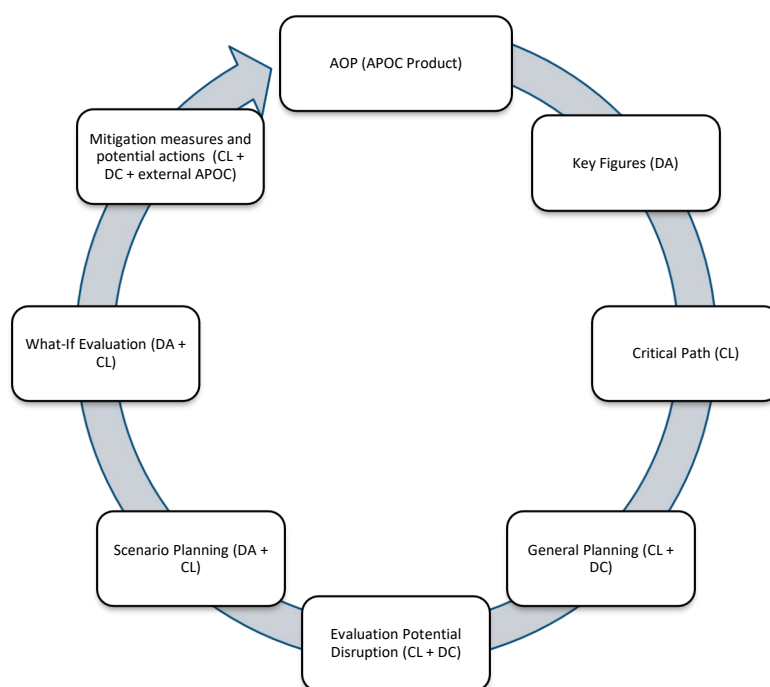 AOP (APOC Product)
Key Figures (DA)
Critical Path (CL)
General Planning (CL +
DC)
Evaluation Potential
Disruption (CL + DC)
Scenario Planning (DA +
CL)
What-If Evaluation (DA +
CL)
Mitigation measures and
potential actions (CL +
DC + external APOC)